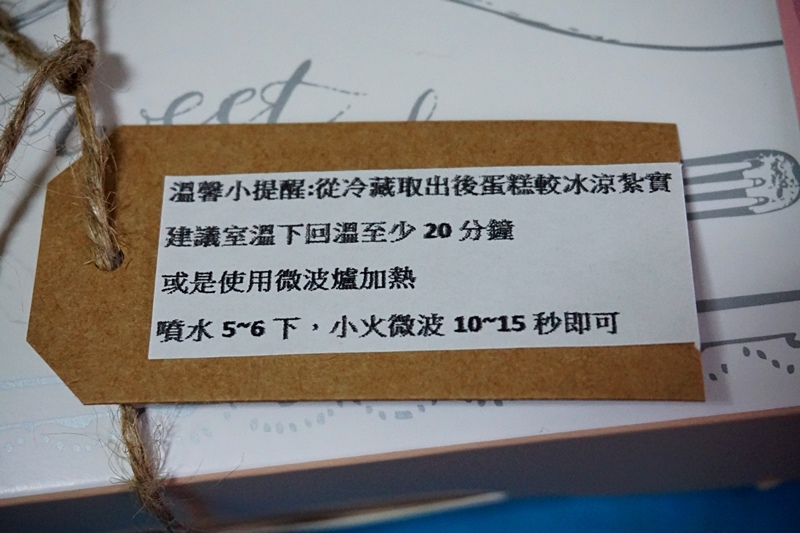 sweet
溫馨小提醒:從冷藏取出後蛋糕較冰涼紮實
建議室溫下回溫至少 20 分鐘
或是使用微波爐加熱
噴水 5~6 下，小火微波 10~15 秒即可